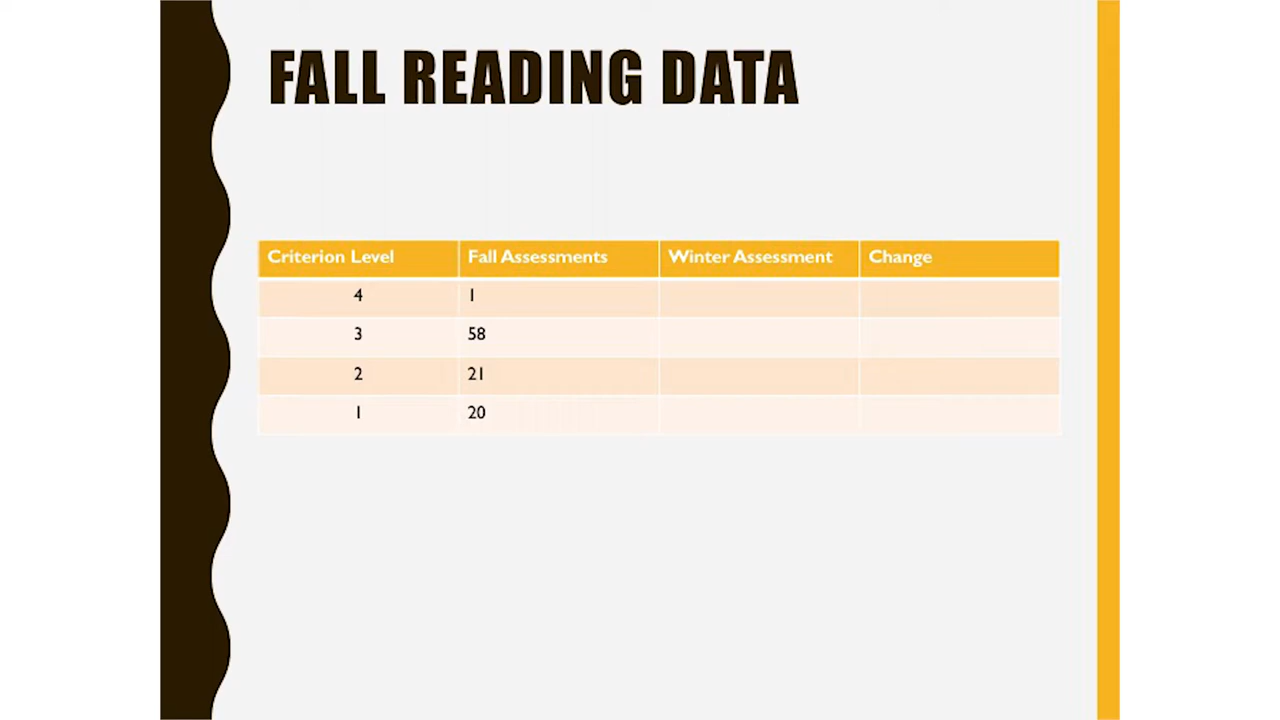 FALL READING DATA
Criterion Level Fall Assessments Winter Assessment Change
4 1
3 58
2 21
1 20